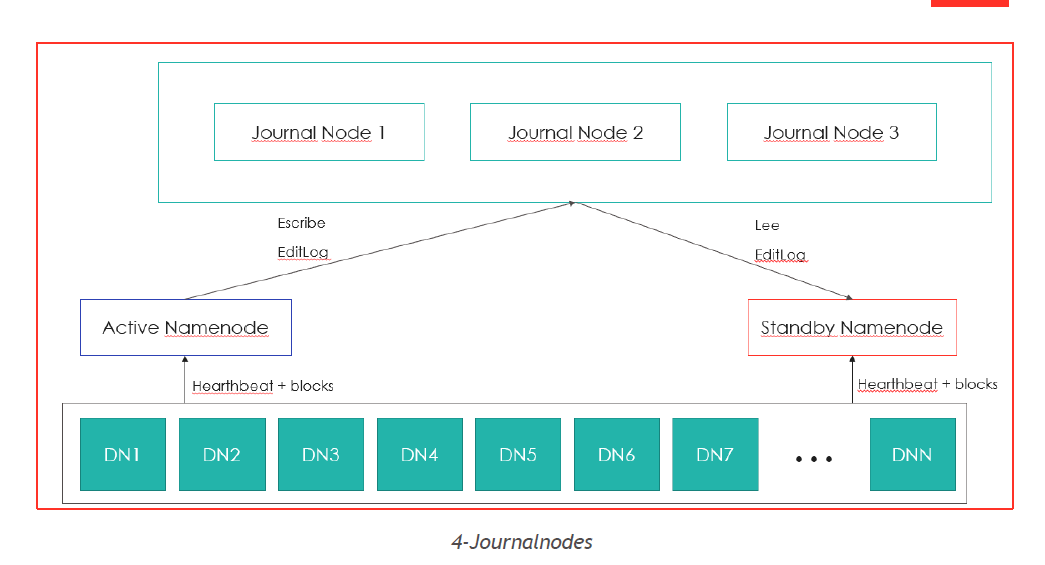 Journal Node 1
Journal Node 2
Journal Node 3
Escribe
EditLog
Lee
EditLog
Active Namenode
Standby Namenode
Hearthbeat + blocks
Hearthbeat + blocks
DN1
DN2
DN3
DN4
DN5
DN6
DN7
...
DNN
4-Journalnodes